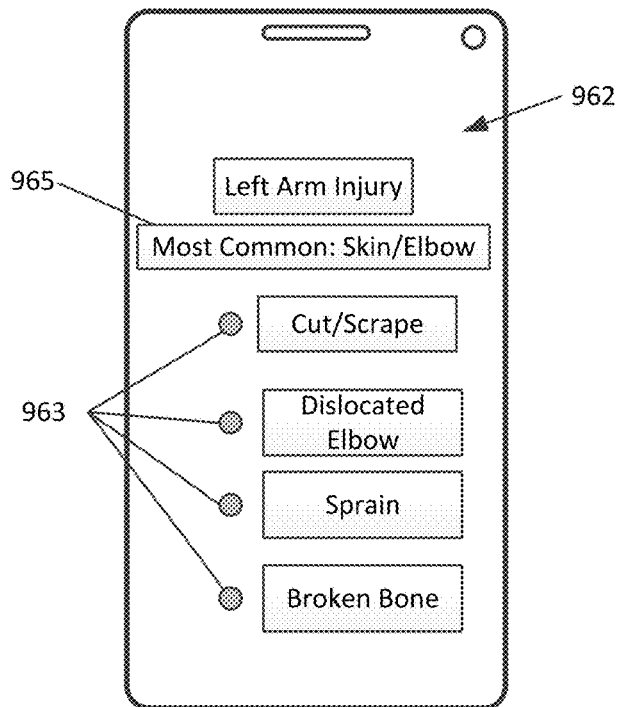 962
Left Arm Injury
965
Most Common: Skin/Elbow
Cut/Scrape
963
Dislocated
Elbow
Sprain
Broken Bone